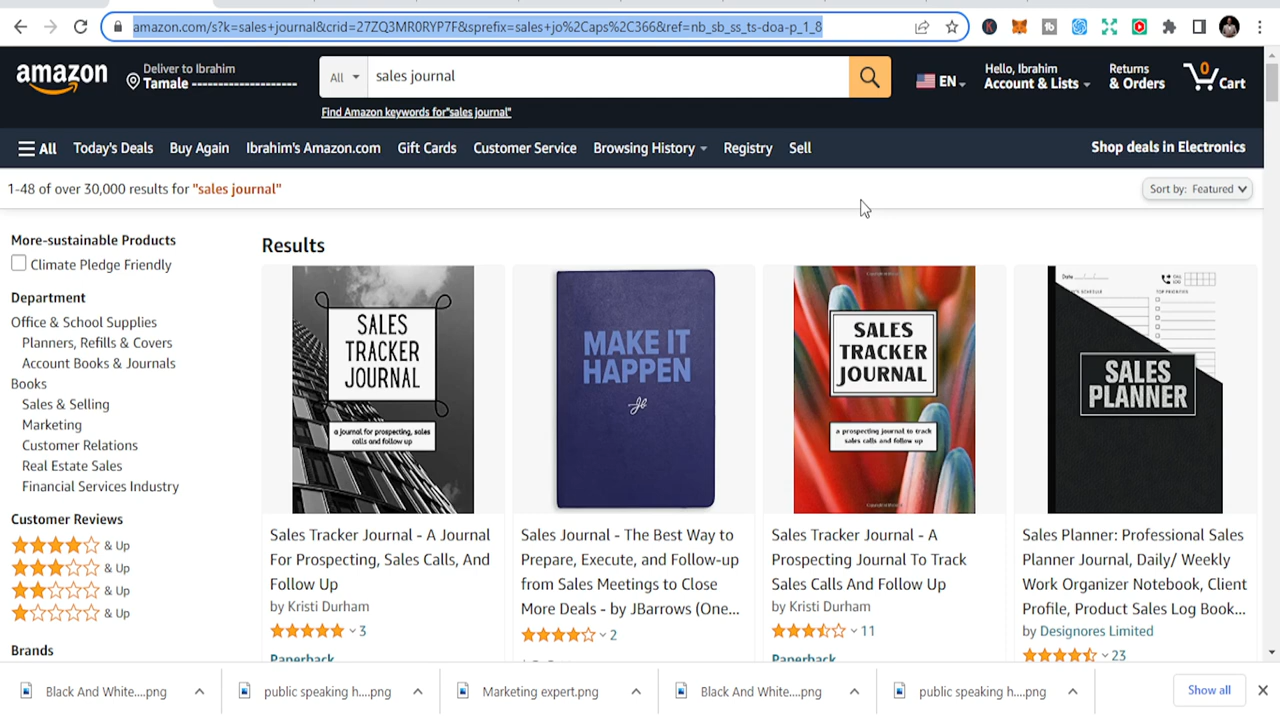 amazon.com/s?k=sales+journal&crid=27ZQ3MR0RYP7F&sprefix=sales+jo%2Caps%2C366&ref=nb_sb_ss_ts-doa-p_1_8
amazon
Deliver to Ibrahim
Tamale -------------------
All
sales journal
EN
Hello, Ibrahim
Account & Lists
Returns
& Orders
0
Cart
Find Amazon keywords for"sales journal"
All
Today's Deals
Buy Again
Ibrahim's Amazon.com
Gift Cards
Customer Service
Browsing History
Registry
Sell
Shop deals in Electronics
1-48 of over 30,000 results for "sales journal"
Sort by: Featured
More-sustainable Products
Climate Pledge Friendly
Department
Office & School Supplies
Planners, Refills & Covers
Account Books & Journals
Books
Sales & Selling
Marketing
Customer Relations
Real Estate Sales
Financial Services Industry
Customer Reviews
& Up
& Up
& Up
& Up
Brands
Results
SALES
TRACKER
JOURNAL
a journal for prospecting, sales
calls and follow up
Sales Tracker Journal - A Journal
For Prospecting, Sales Calls, And
Follow Up
by Kristi Durham
3
Paperback
MAKE IT
HAPPEN
Sales Journal - The Best Way to
Prepare, Execute, and Follow-up
from Sales Meetings to Close
More Deals - by JBarrows (One...
2
SALES
TRACKER
JOURNAL
a prospecting journal to track
sales calls and follow up
Sales Tracker Journal - A
Prospecting Journal To Track
Sales Calls And Follow Up
by Kristi Durham
11
Paperback
Date
CALL
LOG
TOP PRIORITIES
SALES
PLANNER
Sales Planner: Professional Sales
Planner Journal, Daily/ Weekly
Work Organizer Notebook, Client
Profile, Product Sales Log Book...
by Designores Limited
23
Black And White....png
public speaking h....png
Marketing expert.png
Black And White....png
public speaking h....png
Show all